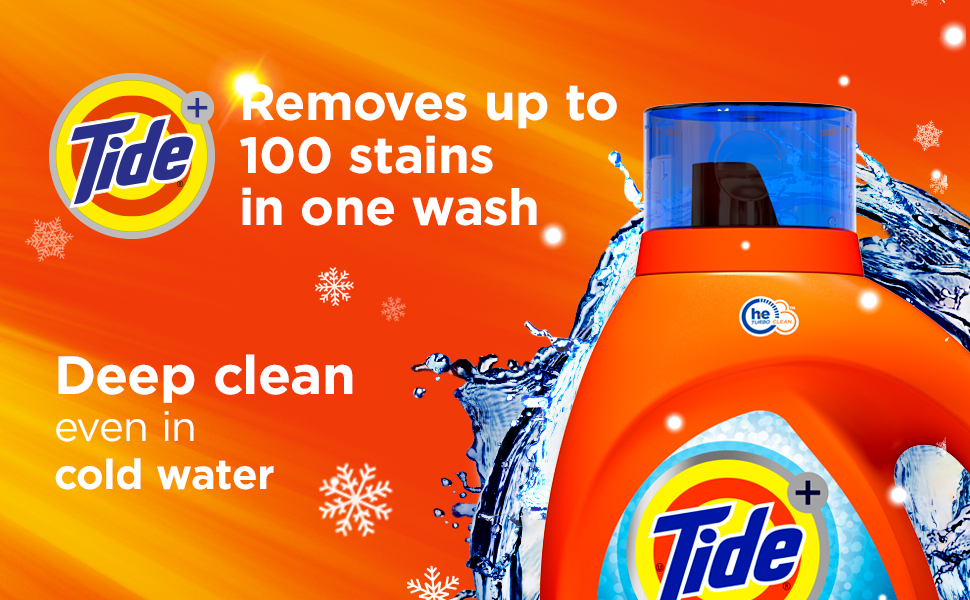 Tide
+
®
Removes up to
100 stains
in one wash
Deep clean
even in
cold water
he
TURBO CLEAN
™
Tide
+
®